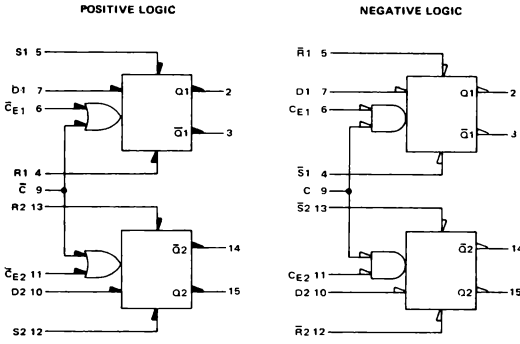 POSITIVE LOGIC
S1 5
D1 7
C̅E1 6
R1 4
C̅ 9
R2 13
C̅E2 11
D2 10
S2 12
Q1
2
Q̅1
3
Q̅2
14
Q2
15
NEGATIVE LOGIC
R̅1 5
D1 7
CE1 6
S̅1 4
C 9
S̅2 13
CE2 11
D2 10
R̅2 12
Q1
2
Q̅1
3
Q̅2
14
Q2
15